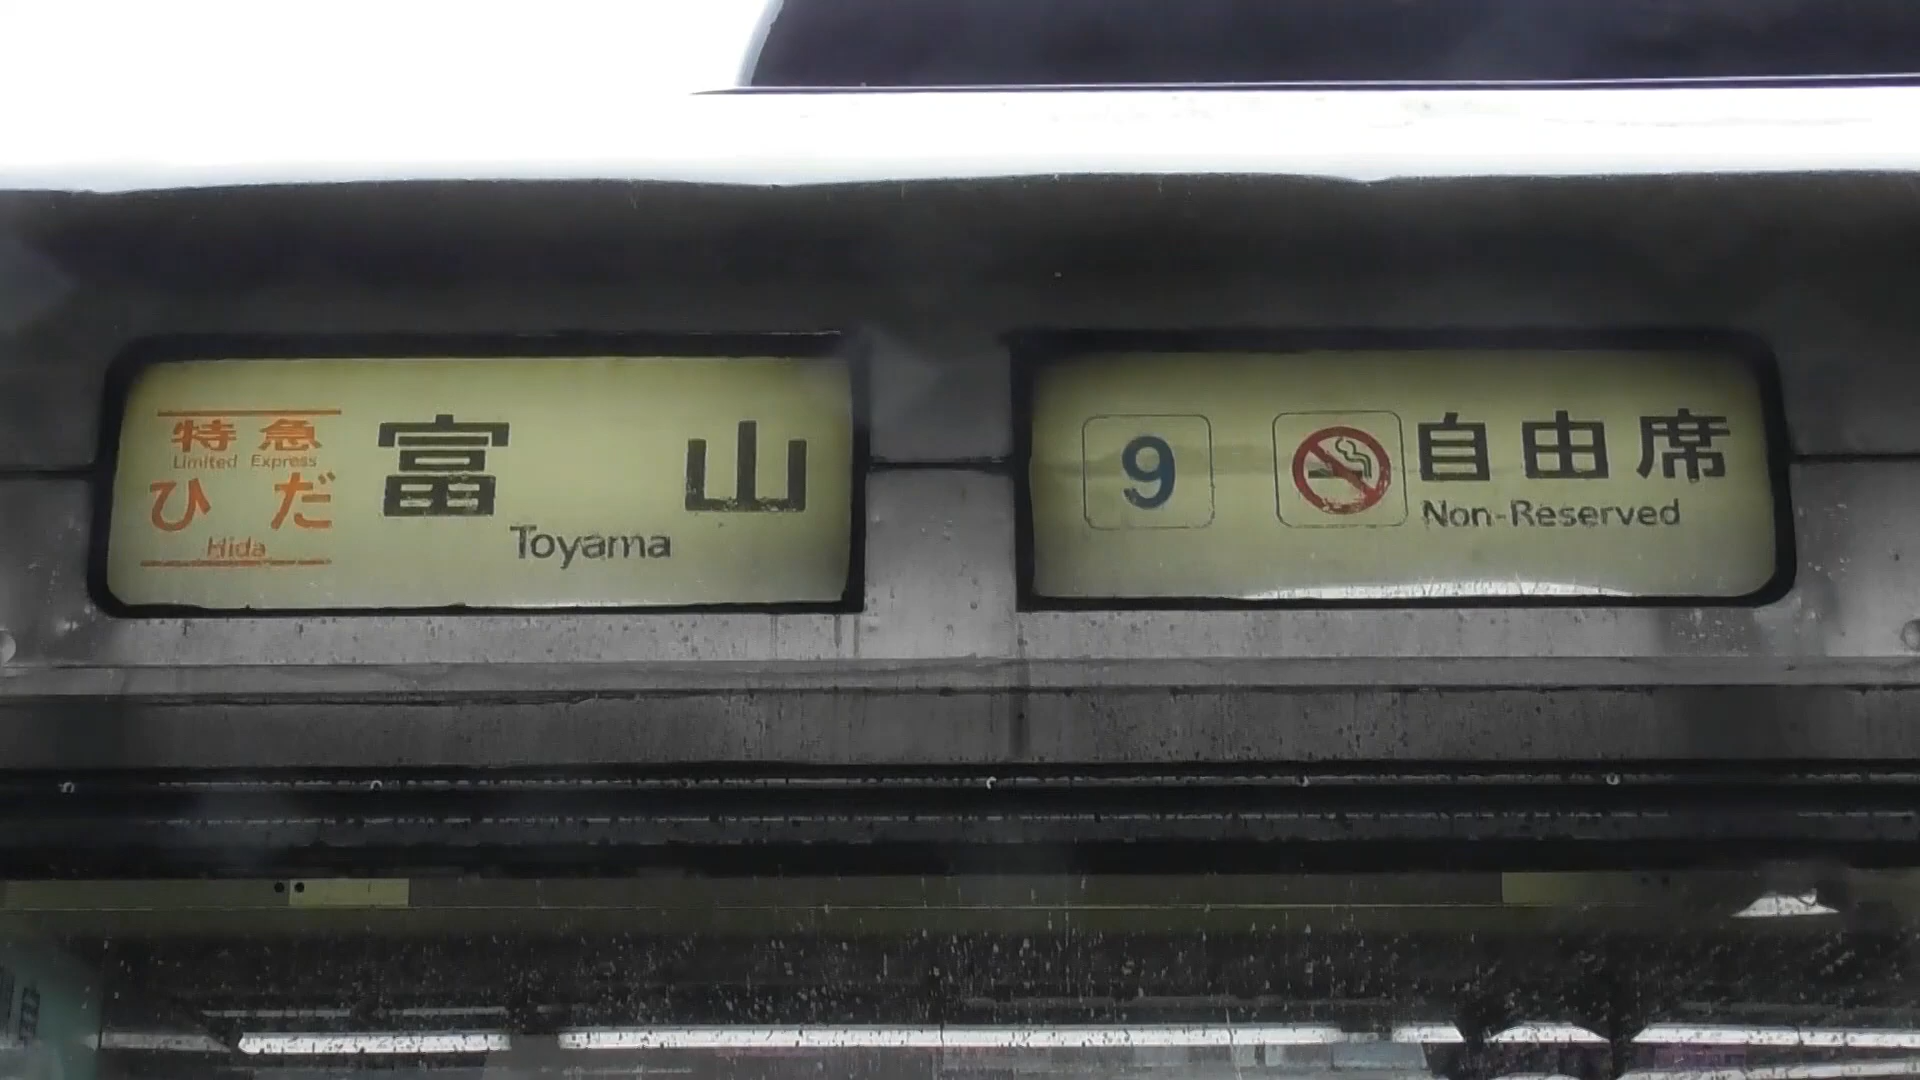 特急
Limited Express
ひだ
Hida
富山
Toyama
9
自由席
Non-Reserved